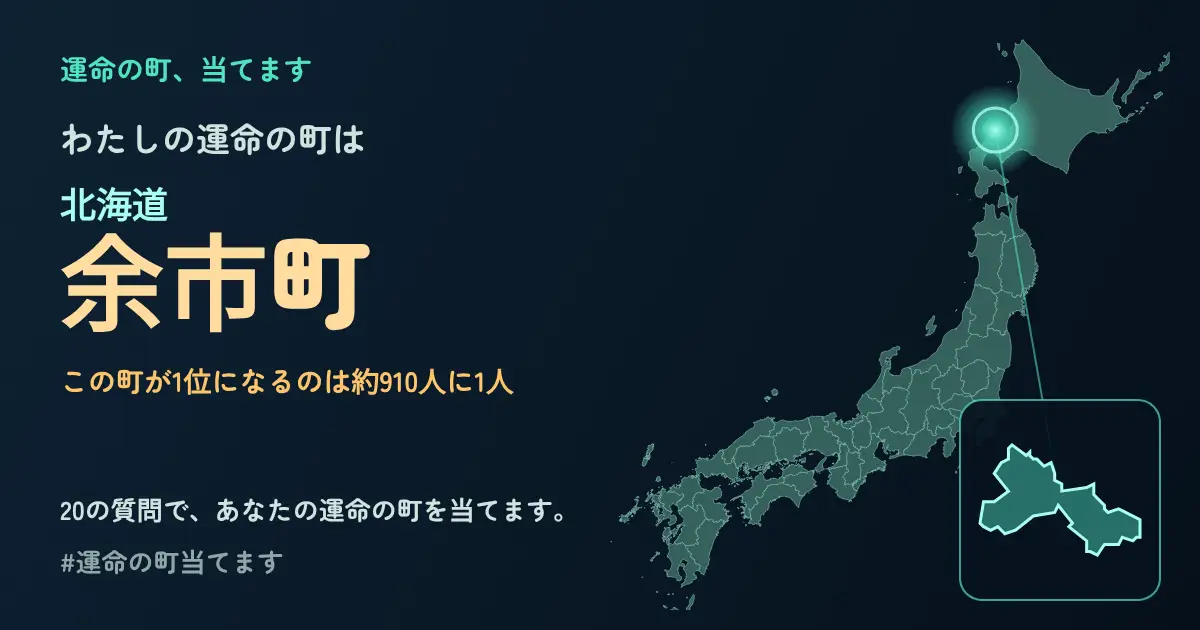 運命の町、当てます
わたしの運命の町は
北海道
余市町
この町が1位になるのは約910人に1人
20の質問で、あなたの運命の町を当てます。
#運命の町当てます